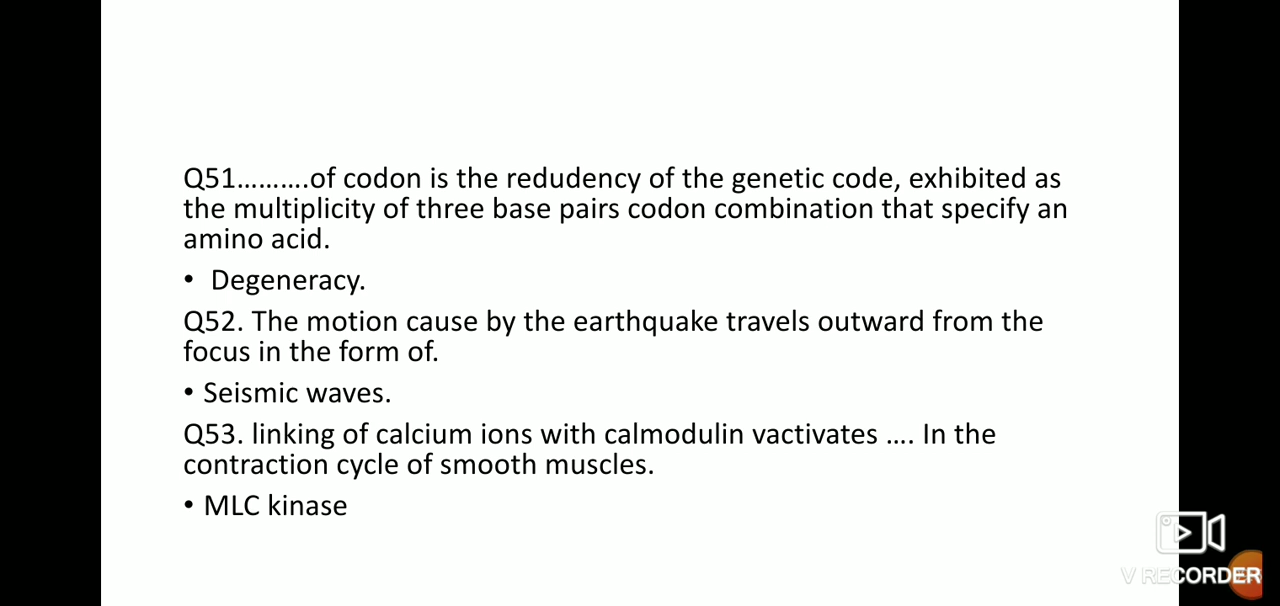 Q51……….of codon is the redudency of the genetic code, exhibited as
the multiplicity of three base pairs codon combination that specify an
amino acid.
• Degeneracy.
Q52. The motion cause by the earthquake travels outward from the
focus in the form of.
• Seismic waves.
Q53. linking of calcium ions with calmodulin vactivates …. In the
contraction cycle of smooth muscles.
• MLC kinase
V RECORDER